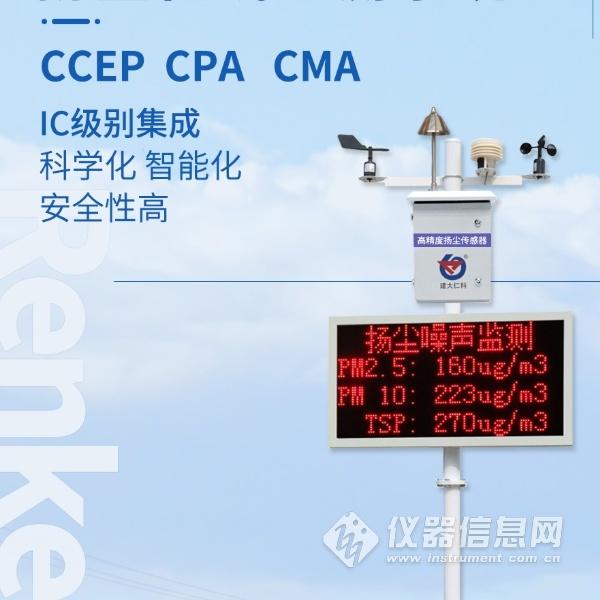 CCEP CPA CMA
IC级别集成
科学化 智能化
安全性高
Renke
高精度扬尘传感器
建大仁科
扬尘噪声监测
PM2.5: 160ug/m3
PM 10: 223ug/m3
TSP: 270ug/m3
仪器信息网
www.instrument.com.cn